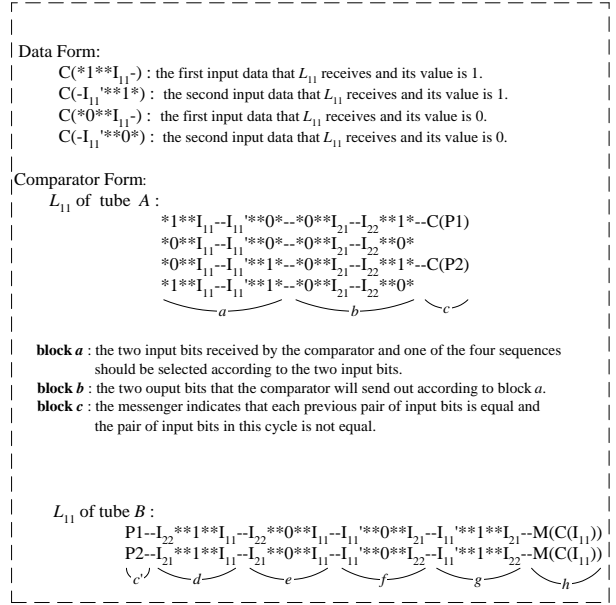 Data Form:
C(*1**I11-) : the first input data that L11 receives and its value is 1.
C(-I11'**1*) : the second input data that L11 receives and its value is 1.
C(*0**I11-) : the first input data that L11 receives and its value is 0.
C(-I11'**0*) : the second input data that L11 receives and its value is 0.
Comparator Form:
L11 of tube A :
*1**I11--I11'**0*--*0**I21--I22**1*--C(P1)
*0**I11--I11'**0*--*0**I21--I22**0*
*0**I11--I11'**1*--*0**I21--I22**1*--C(P2)
*1**I11--I11'**1*--*0**I21--I22**0*
a b c
block a : the two input bits received by the comparator and one of the four sequences
should be selected according to the two input bits.
block b : the two ouput bits that the comparator will send out according to block a.
block c : the messenger indicates that each previous pair of input bits is equal and
the pair of input bits in this cycle is not equal.
L11 of tube B :
P1--I22**1**I11--I22**0**I11--I11'**0**I21--I11'**1**I21--M(C(I11))
P2--I21**1**I11--I21**0**I11--I11'**0**I22--I11'**1**I22--M(C(I11))
c' d e f g h